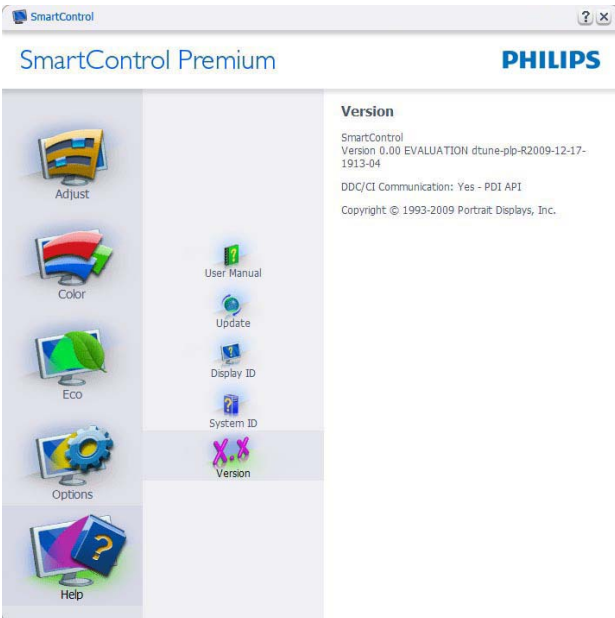 SmartControl
SmartControl Premium
PHILIPS
Adjust
Color
Eco
Options
Help
User Manual
Update
Display ID
System ID
X.X
Version
Version
SmartControl
Version 0.00 EVALUATION dtune-plp-R2009-12-17-
1913-04
DDC/CI Communication: Yes - PDI API
Copyright © 1993-2009 Portrait Displays, Inc.